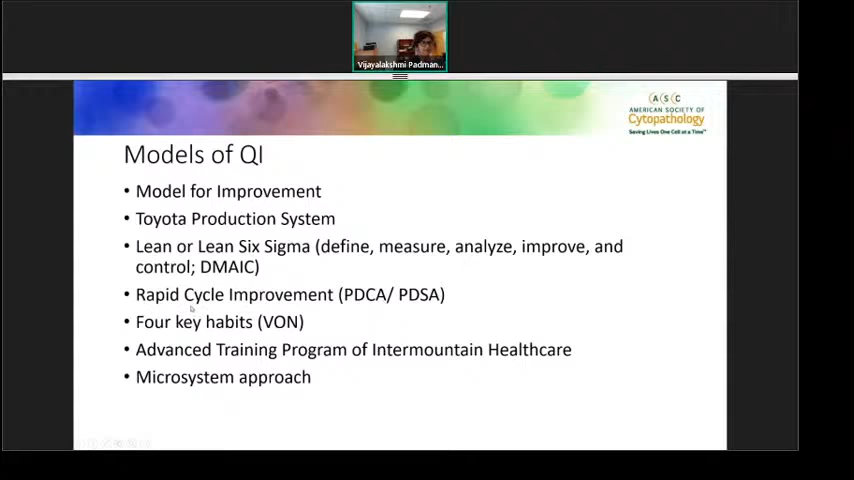 Vijayalakshmi Padman...
ASC
AMERICAN SOCIETY OF
Cytopathology
Saving Lives One Cell at a Time™
Models of QI
• Model for Improvement
• Toyota Production System
• Lean or Lean Six Sigma (define, measure, analyze, improve, and
control; DMAIC)
• Rapid Cycle Improvement (PDCA/ PDSA)
• Four key habits (VON)
• Advanced Training Program of Intermountain Healthcare
• Microsystem approach